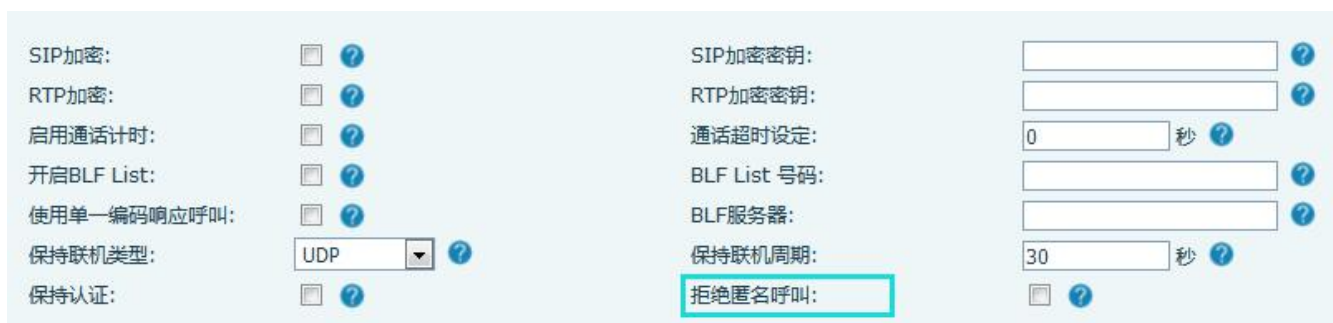 SIP加密: SIP加密密钥:
RTP加密: RTP加密密钥:
启用通话计时: 通话超时设定: 0 秒
开启BLF List: BLF List 号码:
使用单一编码响应呼叫: BLF服务器:
保持联机类型: UDP 保持联机周期: 30 秒
保持认证: 拒绝匿名呼叫: